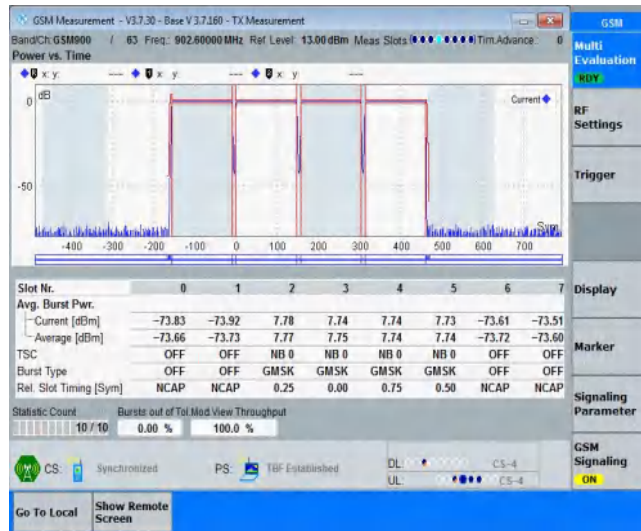 GSM Measurement - V3.7.30 - Base V 3.7.160 - TX Measurement
GSM
Band/Ch: GSM900 / 63 Freq.: 902.60000 MHz Ref. Level: 13.00 dBm Meas Slots Tim.Advance: 0
Power vs. Time
Multi Evaluation
RDY
x: y: --- x: y: --- x: y: ---
dB
Current
0
-50
Sym
-400 -300 -200 -100 0 100 200 300 400 500 600 700
RF Settings
Trigger
Slot Nr. 0 1 2 3 4 5 6 7
Avg. Burst Pwr.
Current [dBm] -73.83 -73.92 7.78 7.74 7.74 7.73 -73.61 -73.51
Average [dBm] -73.66 -73.73 7.77 7.75 7.74 7.74 -73.72 -73.60
TSC OFF OFF NB 0 NB 0 NB 0 NB 0 OFF OFF
Burst Type OFF OFF GMSK GMSK GMSK GMSK OFF OFF
Rel. Slot Timing [Sym] NCAP NCAP 0.25 0.00 0.75 0.50 NCAP NCAP
Display
Marker
Signaling Parameter
Statistic Count Bursts out of Tol. Mod View Throughput
10 / 10 0.00 % 100.0 %
CS: Synchronized PS: TBF Established DL: CS-4
UL: CS-4
GSM Signaling
ON
Go To Local
Show Remote Screen